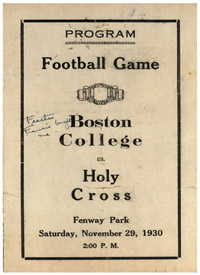 PROGRAM
Football Game
Boston
College
vs.
Holy
Cross
Fenway Park
Saturday, November 29, 1930
2:00 P. M.